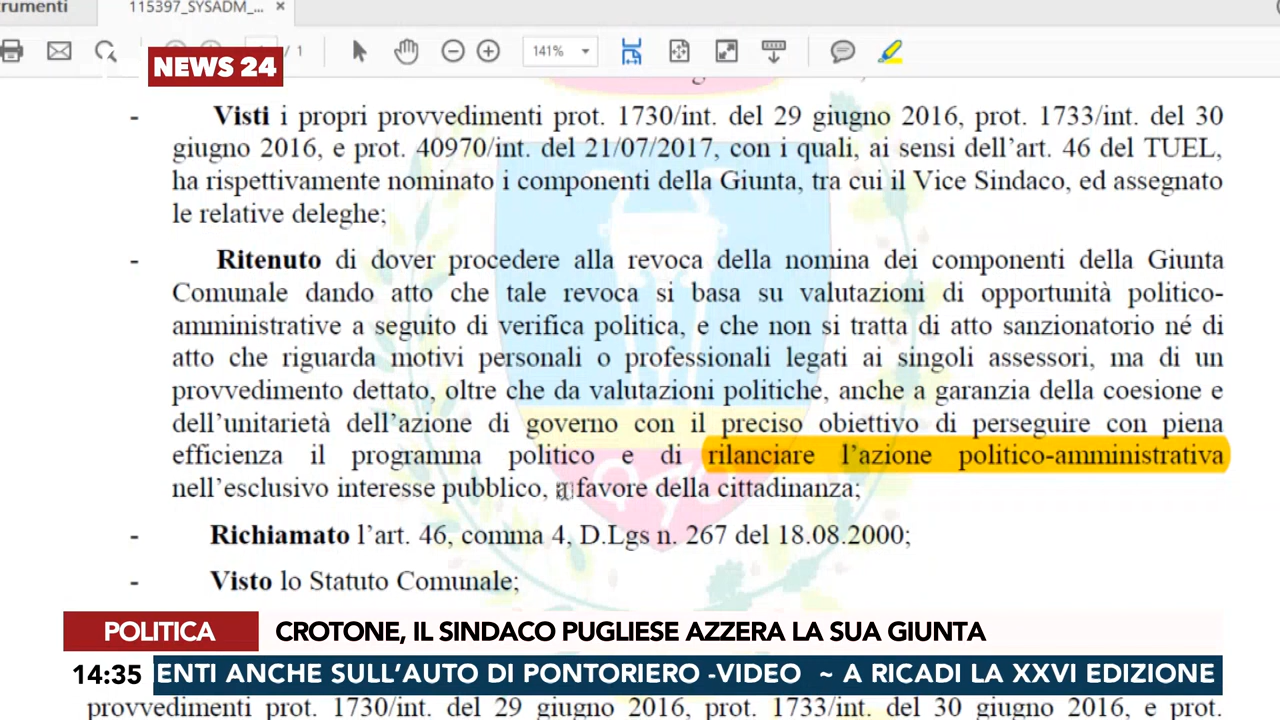 rumenti
115397_SYSADM_... ×
/ 1
141%
NEWS 24
- Visti i propri provvedimenti prot. 1730/int. del 29 giugno 2016, prot. 1733/int. del 30
giugno 2016, e prot. 40970/int. del 21/07/2017, con i quali, ai sensi dell’art. 46 del TUEL,
ha rispettivamente nominato i componenti della Giunta, tra cui il Vice Sindaco, ed assegnato
le relative deleghe;
- Ritenuto di dover procedere alla revoca della nomina dei componenti della Giunta
Comunale dando atto che tale revoca si basa su valutazioni di opportunità politico-
amministrative a seguito di verifica politica, e che non si tratta di atto sanzionatorio né di
atto che riguarda motivi personali o professionali legati ai singoli assessori, ma di un
provvedimento dettato, oltre che da valutazioni politiche, anche a garanzia della coesione e
dell’unitarietà dell’azione di governo con il preciso obiettivo di perseguire con piena
efficienza il programma politico e di rilanciare l’azione politico-amministrativa
nell’esclusivo interesse pubblico, a favore della cittadinanza;
- Richiamato l’art. 46, comma 4, D.Lgs n. 267 del 18.08.2000;
- Visto lo Statuto Comunale;
POLITICA CROTONE, IL SINDACO PUGLIESE AZZERA LA SUA GIUNTA
14:35 ENTI ANCHE SULL’AUTO DI PONTORIERO -VIDEO ~ A RICADI LA XXVI EDIZIONE
provvedimenti prot. 1730/int. del 29 giugno 2016, prot. 1733/int. del 30 giugno 2016, e prot.